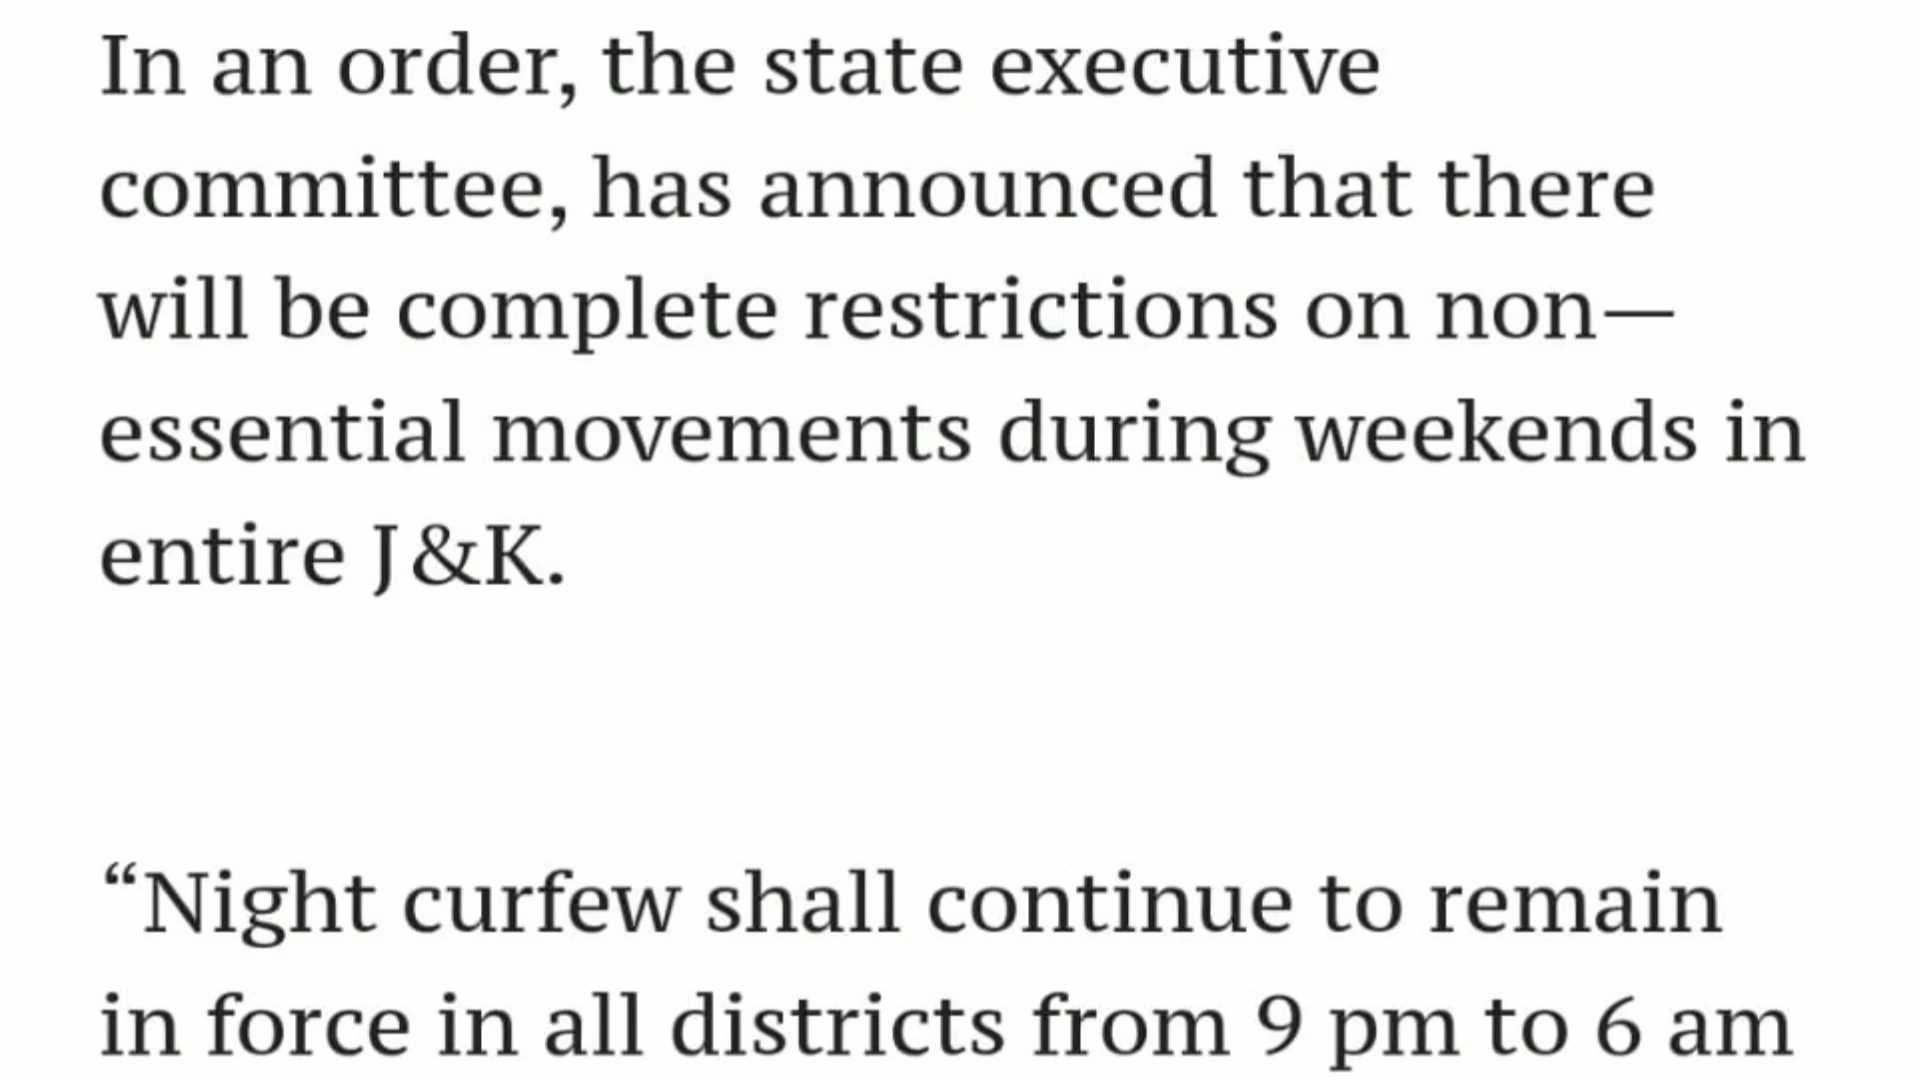 In an order, the state executive
committee, has announced that there
will be complete restrictions on non—
essential movements during weekends in
entire J&K.
“Night curfew shall continue to remain
in force in all districts from 9 pm to 6 am